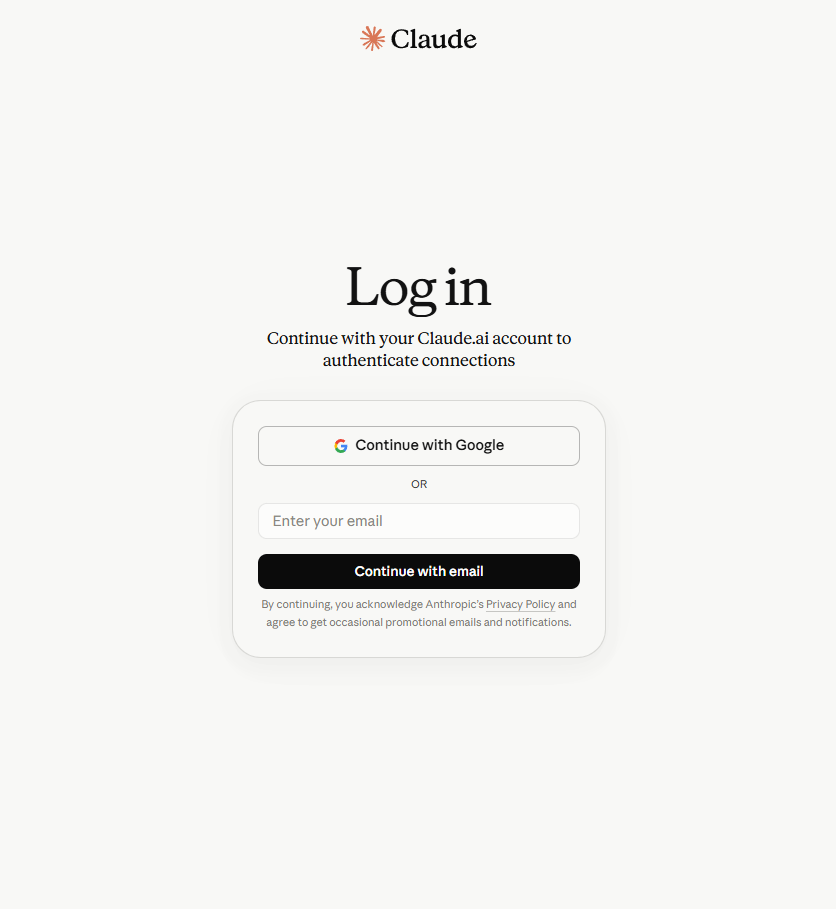 Claude
Log in
Continue with your Claude.ai account to
authenticate connections
Continue with Google
OR
Enter your email
Continue with email
By continuing, you acknowledge Anthropic's Privacy Policy and
agree to get occasional promotional emails and notifications.